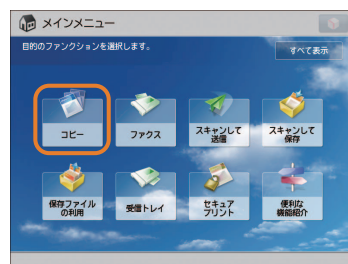 メインメニュー
目的のファンクションを選択します。
すべて表示
コピー
ファクス
スキャンして
送信
スキャンして
保存
保存ファイル
の利用
受信トレイ
セキュア
プリント
便利な
機能紹介